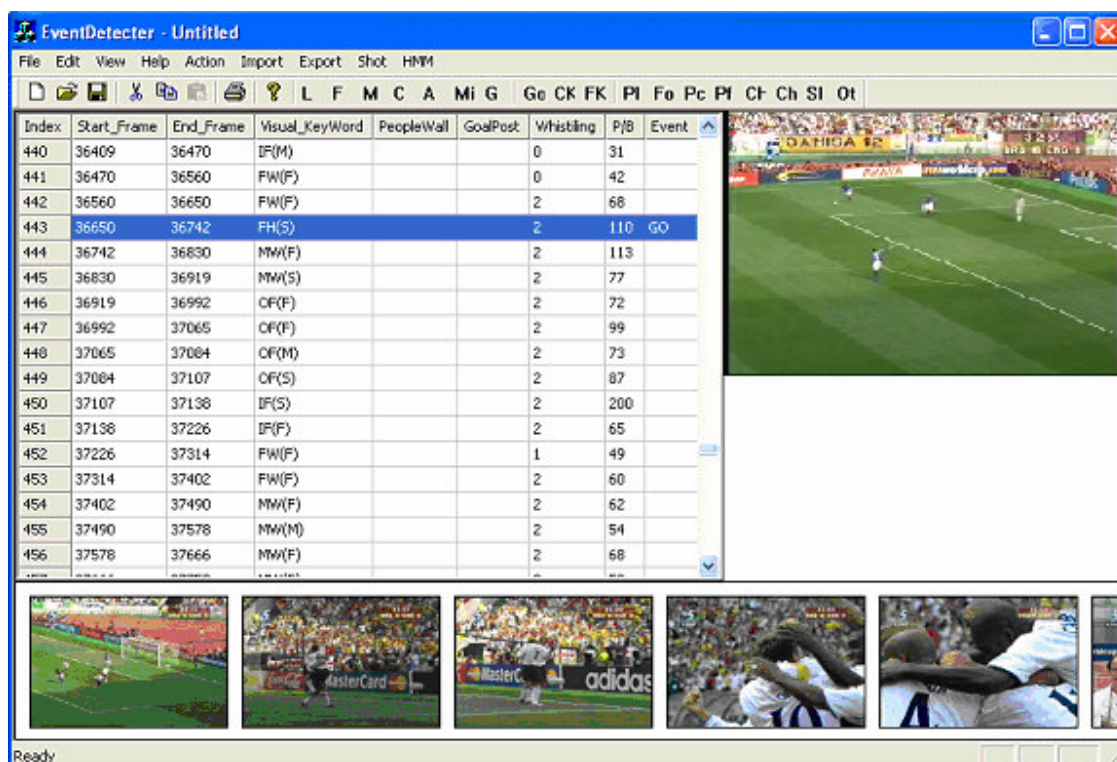 EventDetecter - Untitled
File Edit View Help Action Import Export Shot HMM
L F M C A Mi G Go CK FK Pl Fo Pc Pf Ch Ch Sl Ot
Index Start_Frame End_Frame Visual_KeyWord PeopleWall GoalPost Whistling P/B Event
440 36409 36470 IF(M) 0 31
441 36470 36560 FW(F) 0 42
442 36560 36650 FW(F) 2 68
443 36650 36742 FH(S) 2 110 GO
444 36742 36830 MW(F) 2 113
445 36830 36919 MW(S) 2 77
446 36919 36992 OF(F) 2 72
447 36992 37065 OF(F) 2 99
448 37065 37084 OF(M) 2 73
449 37084 37107 OF(S) 2 87
450 37107 37138 IF(S) 2 200
451 37138 37226 IF(F) 2 65
452 37226 37314 FW(F) 1 49
453 37314 37402 FW(F) 2 60
454 37402 37490 MW(F) 2 62
455 37490 37578 MW(M) 2 54
456 37578 37666 MW(F) 2 68
AVAYA
MasterCard
MasterC
adidas
4
Ready